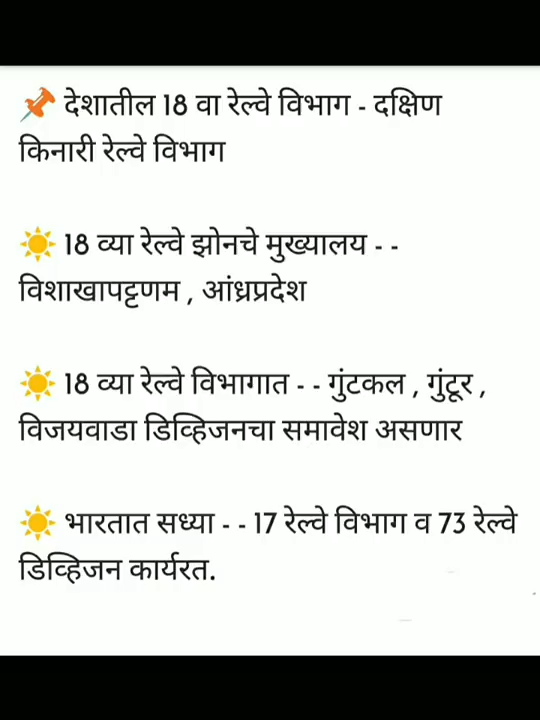 📌 देशातील 18 वा रेल्वे विभाग - दक्षिण
किनारी रेल्वे विभाग
☀️ 18 व्या रेल्वे झोनचे मुख्यालय - -
विशाखापट्टणम , आंध्रप्रदेश
☀️ 18 व्या रेल्वे विभागात - - गुंटकल , गुंटूर ,
विजयवाडा डिव्हिजनचा समावेश असणार
☀️ भारतात सध्या - - 17 रेल्वे विभाग व 73 रेल्वे
डिव्हिजन कार्यरत.